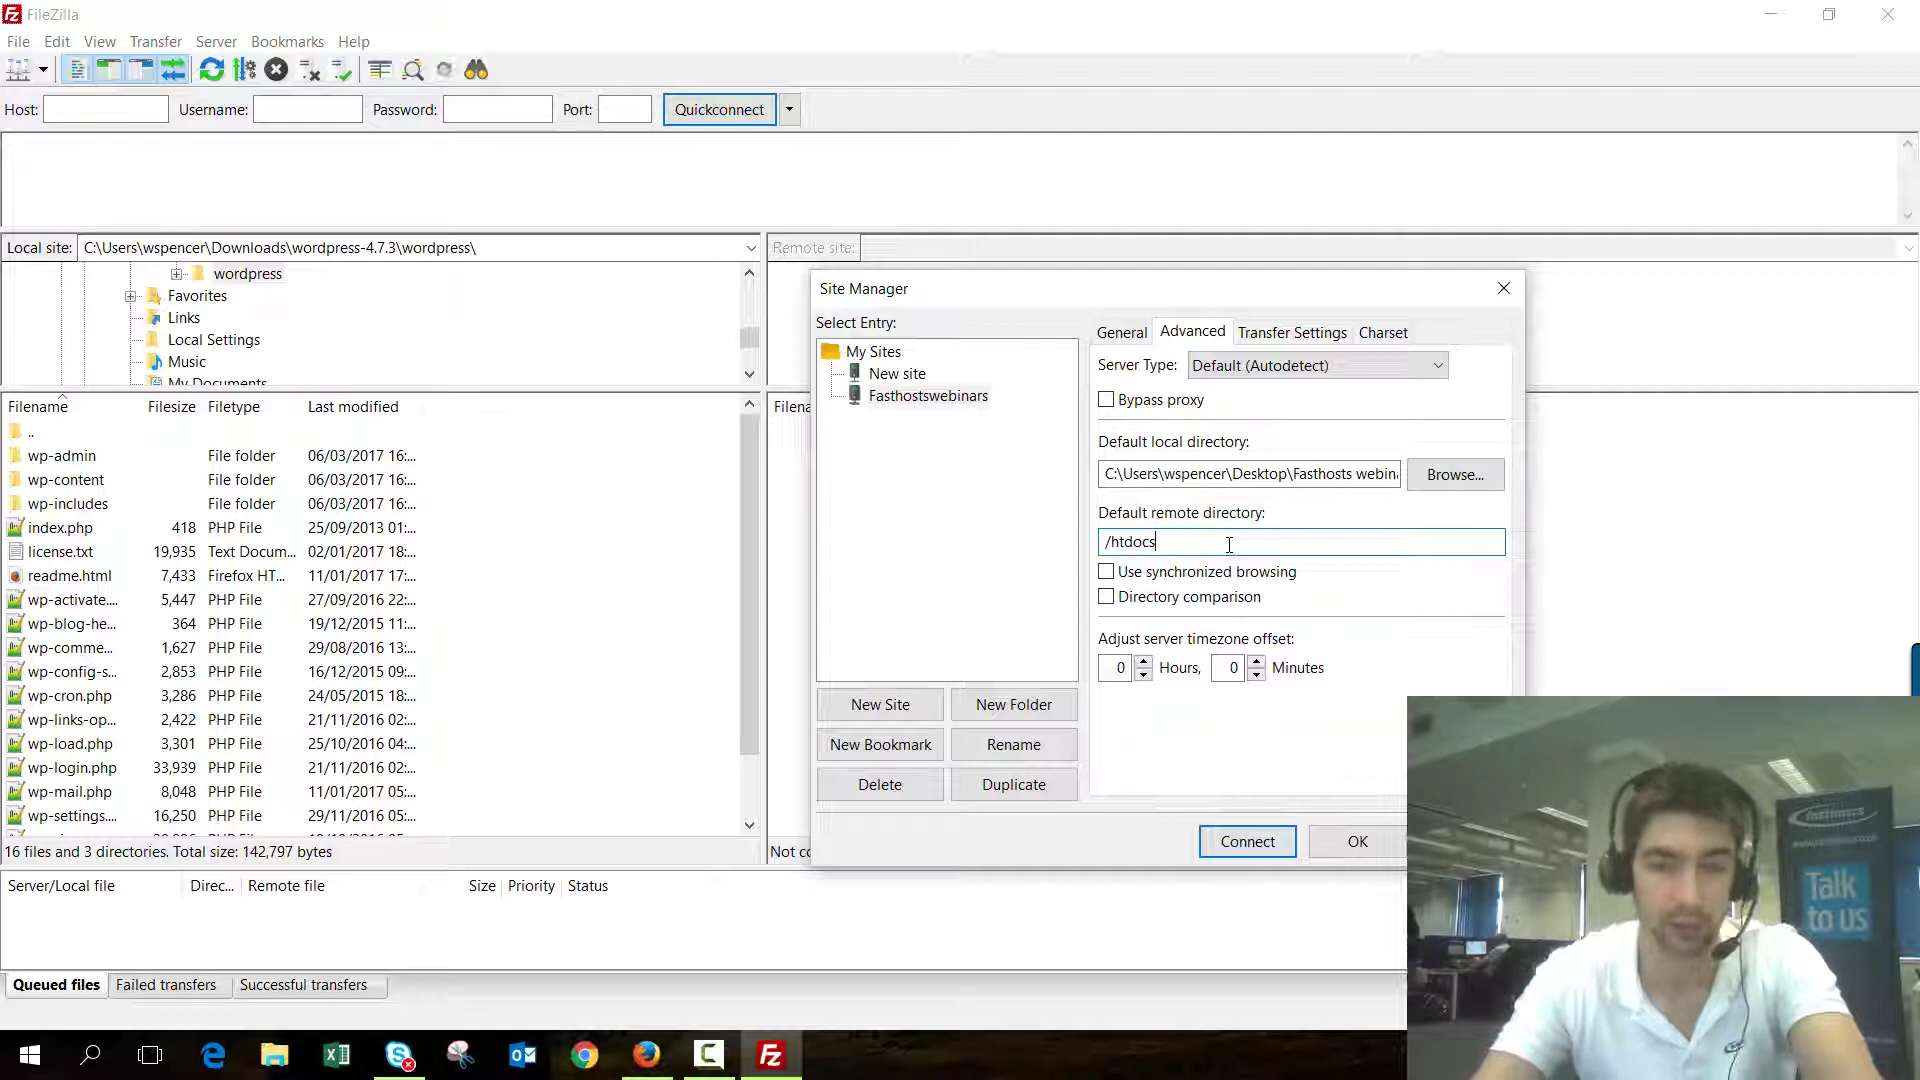 FileZilla
File Edit View Transfer Server Bookmarks Help
Host: Username: Password: Port: Quickconnect
Local site: C:\Users\wspencer\Downloads\wordpress-4.7.3\wordpress\
wordpress
Favorites
Links
Local Settings
Music
My Documents
Filename Filesize Filetype Last modified
..
wp-admin File folder 06/03/2017 16:...
wp-content File folder 06/03/2017 16:...
wp-includes File folder 06/03/2017 16:...
index.php 418 PHP File 25/09/2013 01:...
license.txt 19,935 Text Docum... 02/01/2017 18:...
readme.html 7,433 Firefox HT... 11/01/2017 17:...
wp-activate.... 5,447 PHP File 27/09/2016 22:...
wp-blog-he... 364 PHP File 19/12/2015 11:...
wp-comme... 1,627 PHP File 29/08/2016 13:...
wp-config-s... 2,853 PHP File 16/12/2015 09:...
wp-cron.php 3,286 PHP File 24/05/2015 18:...
wp-links-op... 2,422 PHP File 21/11/2016 02:...
wp-load.php 3,301 PHP File 25/10/2016 04:...
wp-login.php 33,939 PHP File 21/11/2016 02:...
wp-mail.php 8,048 PHP File 11/01/2017 05:...
wp-settings.... 16,250 PHP File 29/11/2016 05:...
16 files and 3 directories. Total size: 142,797 bytes
Remote site:
Filena
Not co
Site Manager
Select Entry:
My Sites
New site
Fasthostswebinars
New Site New Folder
New Bookmark Rename
Delete Duplicate
General Advanced Transfer Settings Charset
Server Type: Default (Autodetect)
Bypass proxy
Default local directory:
C:\Users\wspencer\Desktop\Fasthosts webin Browse...
Default remote directory:
/htdocs
Use synchronized browsing
Directory comparison
Adjust server timezone offset:
0 Hours, 0 Minutes
Connect OK
Server/Local file Direc... Remote file Size Priority Status
Queued files Failed transfers Successful transfers
Talk
to us